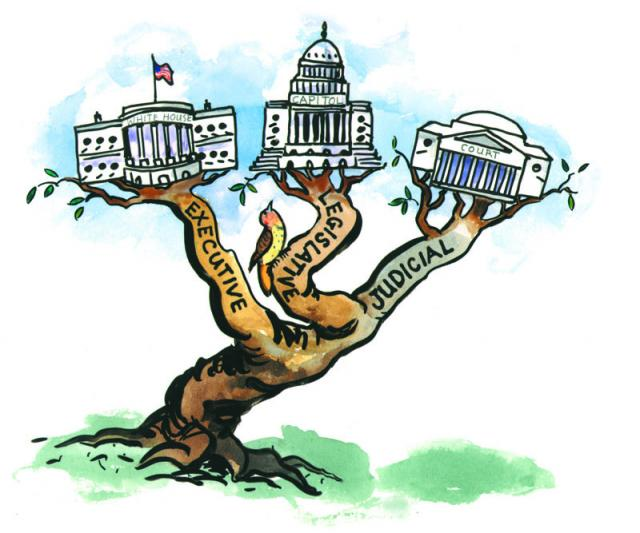 WHITE HOUSE
CAPITOL
COURT
EXECUTIVE
LEGISLATIVE
JUDICIAL